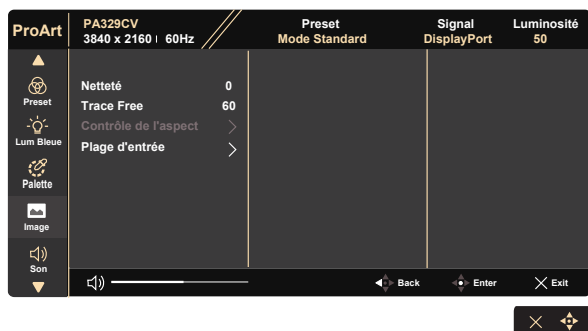 ProArt
PA329CV
3840 x 2160 | 60Hz
Preset
Mode Standard
Signal
DisplayPort
Luminosité
50
Preset
Lum Bleue
Palette
Image
Son
Netteté 0
Trace Free 60
Contrôle de l'aspect
Plage d'entrée
Back
Enter
Exit